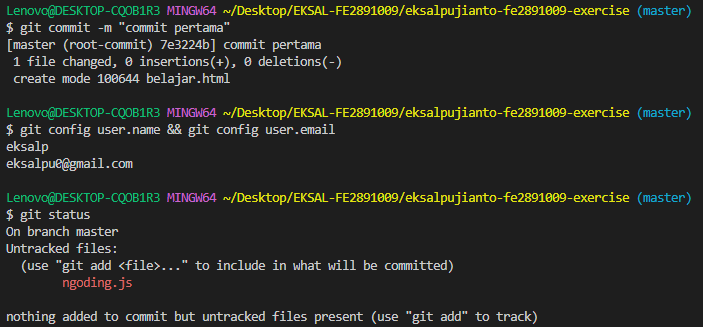 Lenovo@DESKTOP-CQOB1R3 MINGW64 ~/Desktop/EKSAL-FE2891009/eksalpujianto-fe2891009-exercise (master)
$ git commit -m "commit pertama"
[master (root-commit) 7e3224b] commit pertama
 1 file changed, 0 insertions(+), 0 deletions(-)
 create mode 100644 belajar.html

Lenovo@DESKTOP-CQOB1R3 MINGW64 ~/Desktop/EKSAL-FE2891009/eksalpujianto-fe2891009-exercise (master)
$ git config user.name && git config user.email
eksalp
eksalpu0@gmail.com

Lenovo@DESKTOP-CQOB1R3 MINGW64 ~/Desktop/EKSAL-FE2891009/eksalpujianto-fe2891009-exercise (master)
$ git status
On branch master
Untracked files:
  (use "git add <file>..." to include in what will be committed)
        ngoding.js

nothing added to commit but untracked files present (use "git add" to track)